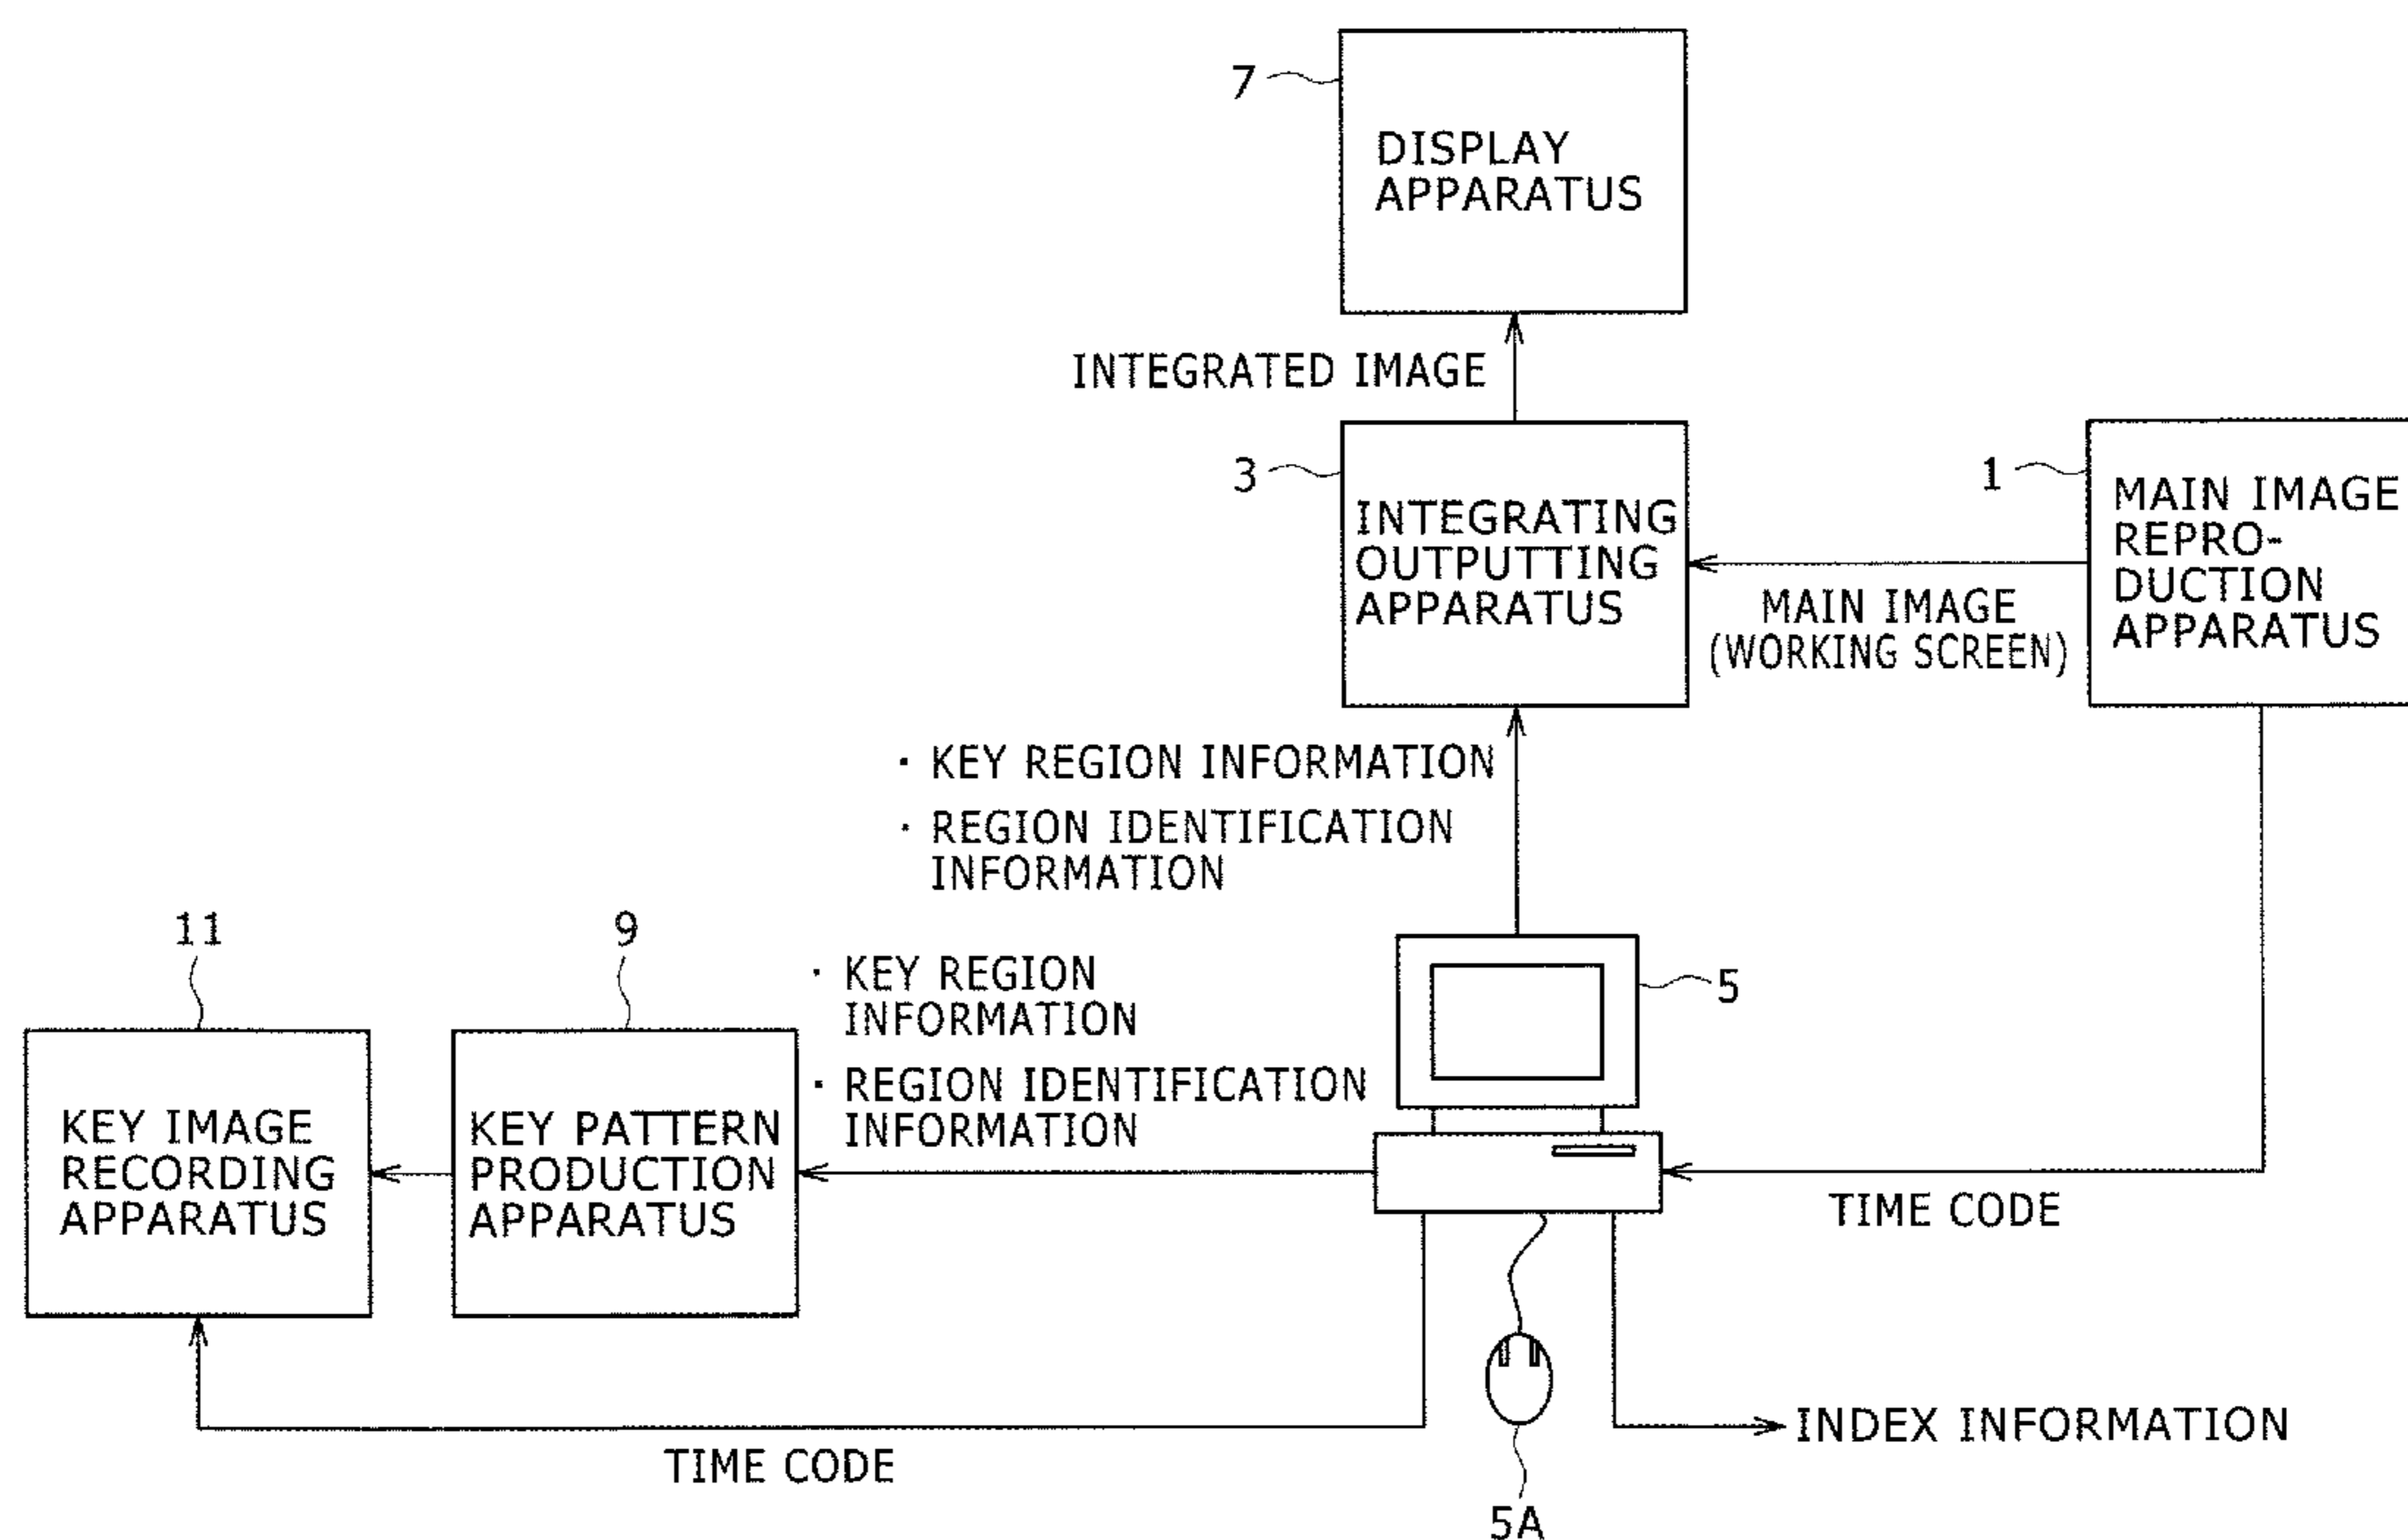 7
DISPLAY
APPARATUS
INTEGRATED IMAGE
3
INTEGRATING
OUTPUTTING
APPARATUS
1
MAIN IMAGE
REPRO-
DUCTION
APPARATUS
MAIN IMAGE
(WORKING SCREEN)
· KEY REGION INFORMATION
· REGION IDENTIFICATION
INFORMATION
11
9
· KEY REGION
INFORMATION
· REGION IDENTIFICATION
INFORMATION
5
KEY IMAGE
RECORDING
APPARATUS
KEY PATTERN
PRODUCTION
APPARATUS
TIME CODE
TIME CODE
INDEX INFORMATION
5A